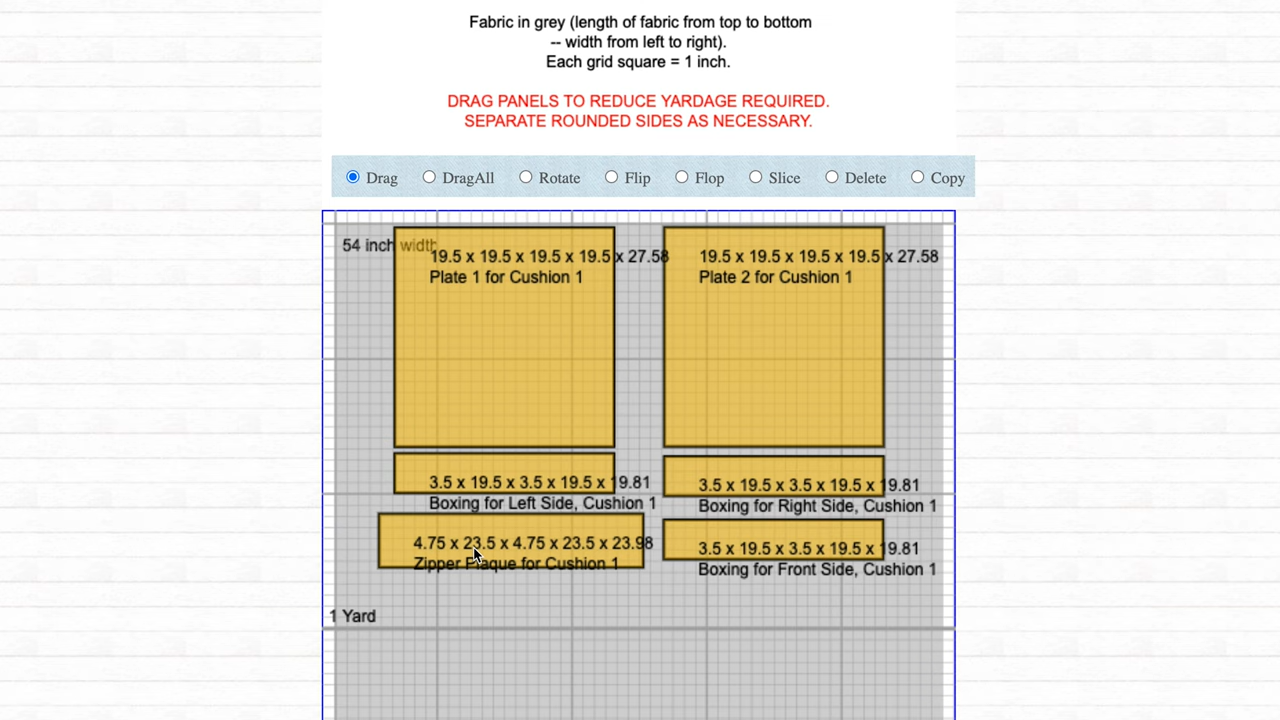 Fabric in grey (length of fabric from top to bottom
-- width from left to right).
Each grid square = 1 inch.
DRAG PANELS TO REDUCE YARDAGE REQUIRED.
SEPARATE ROUNDED SIDES AS NECESSARY.
Drag DragAll Rotate Flip Flop Slice Delete Copy
54 inch width
19.5 x 19.5 x 19.5 x 19.5 x 27.58
Plate 1 for Cushion 1
19.5 x 19.5 x 19.5 x 19.5 x 27.58
Plate 2 for Cushion 1
3.5 x 19.5 x 3.5 x 19.5 x 19.81
Boxing for Left Side, Cushion 1
3.5 x 19.5 x 3.5 x 19.5 x 19.81
Boxing for Right Side, Cushion 1
4.75 x 23.5 x 4.75 x 23.5 x 23.98
Zipper Plaque for Cushion 1
3.5 x 19.5 x 3.5 x 19.5 x 19.81
Boxing for Front Side, Cushion 1
1 Yard